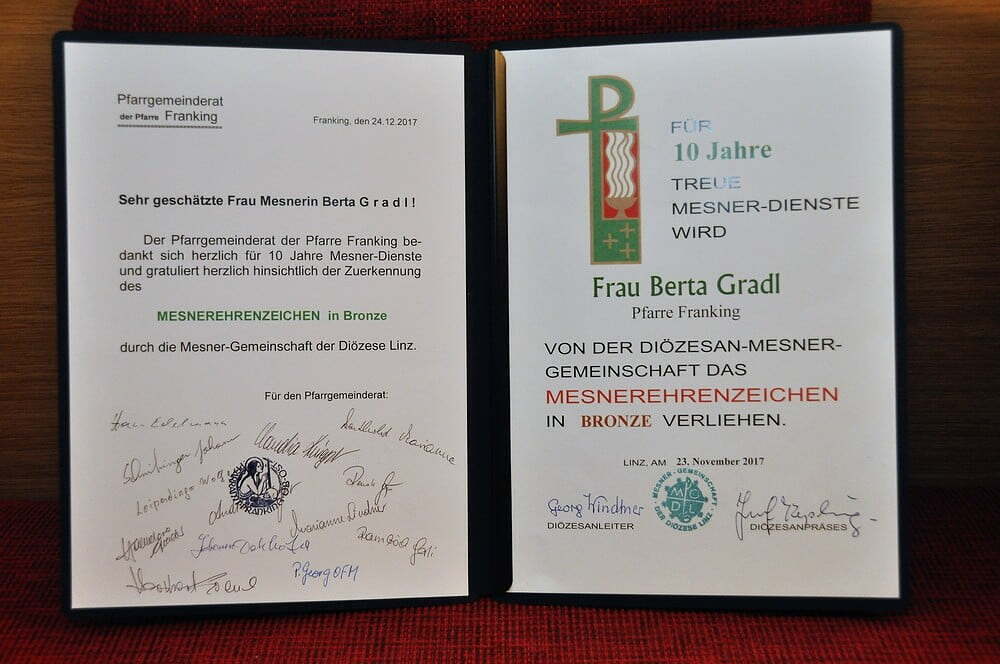 Pfarrgemeinderat
der Pfarre Franking
Franking, den 24.12.2017
Sehr geschätzte Frau Mesnerin Berta G r a d l !
Der Pfarrgemeinderat der Pfarre Franking be-
dankt sich herzlich für 10 Jahre Mesner-Dienste
und gratuliert herzlich hinsichtlich der Zuerkennung
des
MESNEREHRENZEICHEN in Bronze
durch die Mesner-Gemeinschaft der Diözese Linz.
Für den Pfarrgemeinderat:
P. Georg OFM
FÜR
10 Jahre
TREUE
MESNER-DIENSTE
WIRD
Frau Berta Gradl
Pfarre Franking
VON DER DIÖZESAN-MESNER-
GEMEINSCHAFT DAS
MESNEREHRENZEICHEN
IN BRONZE VERLIEHEN.
LINZ, AM 23. November 2017
Georg Windtner
DIÖZESANLEITER
MESNER-GEMEINSCHAFT
DER DIÖZESE LINZ
DIÖZESANPRÄSES